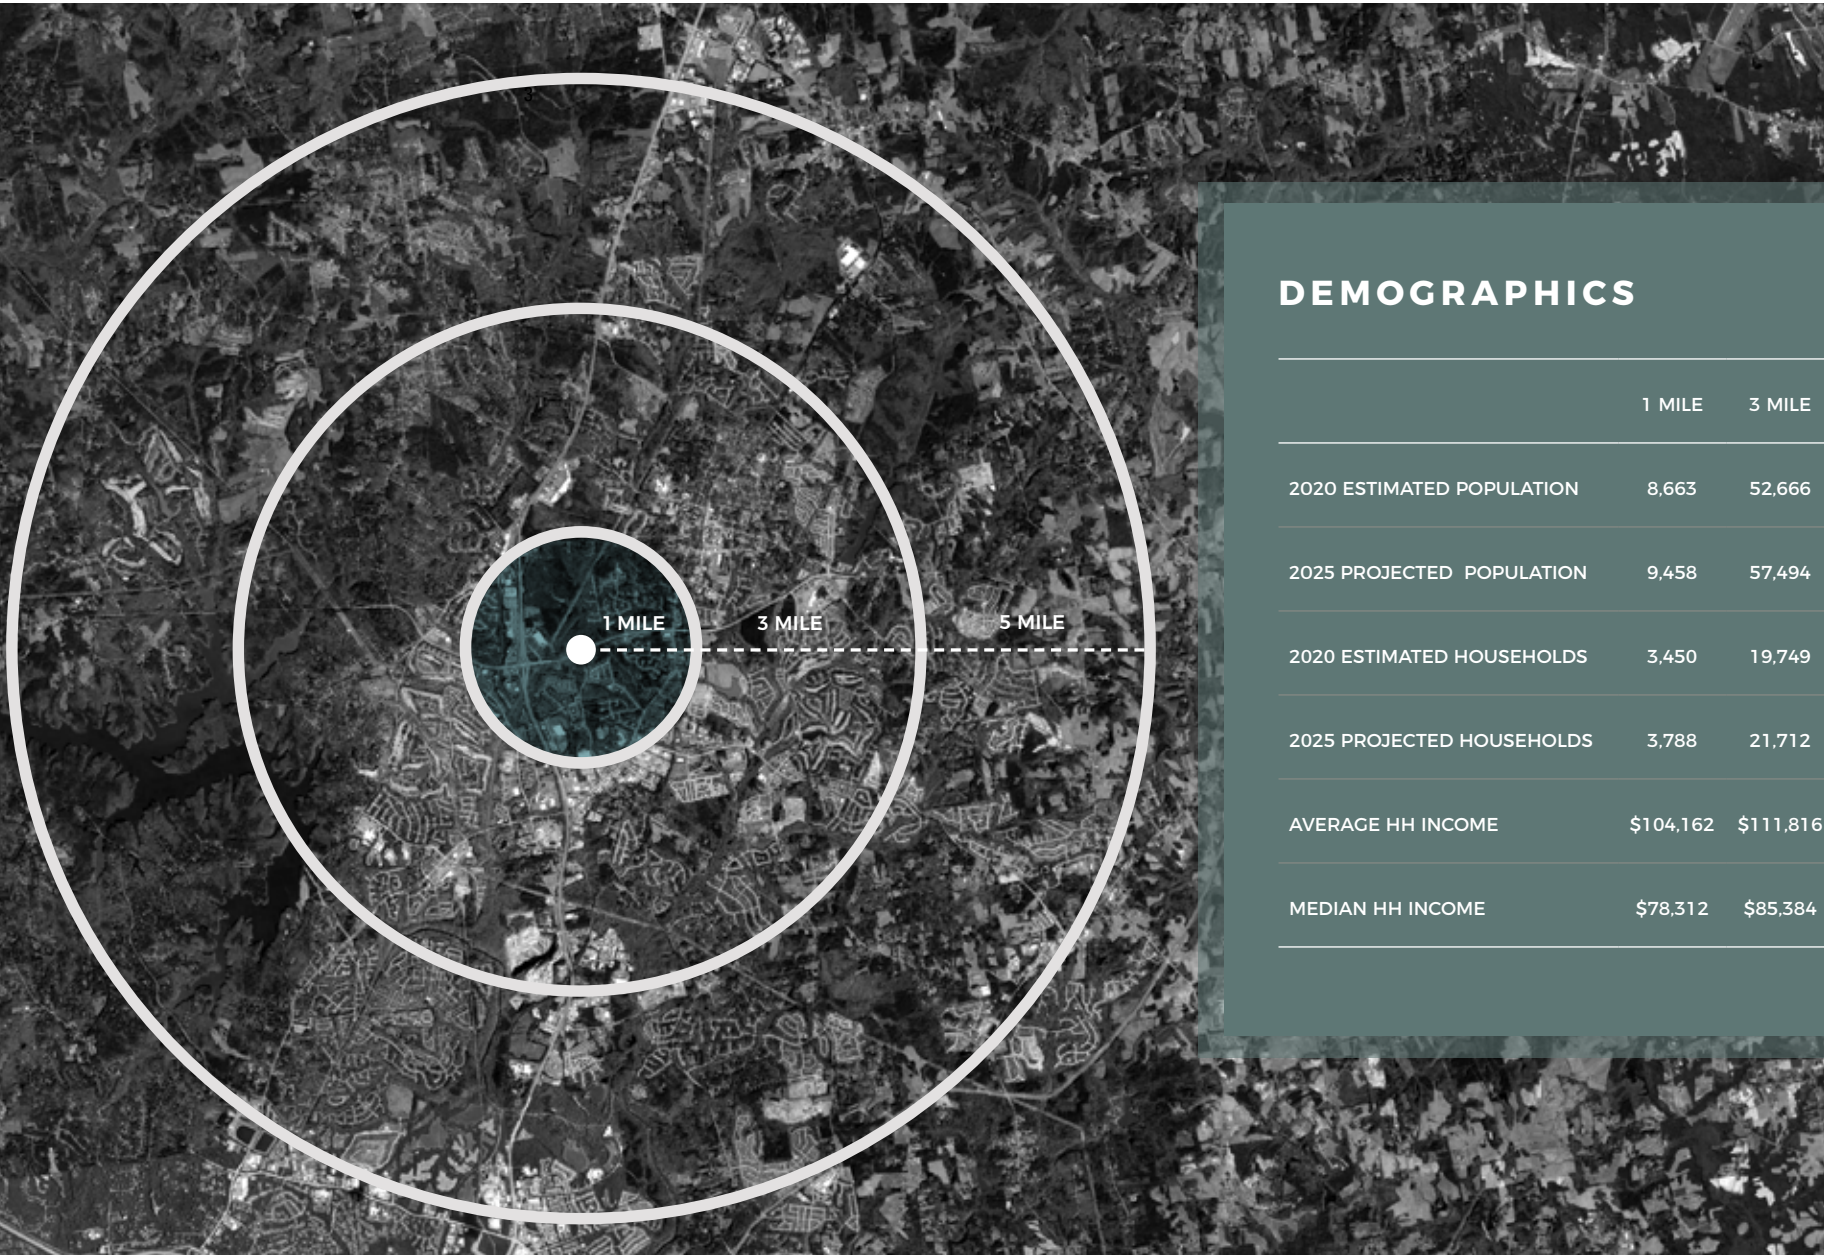 DEMOGRAPHICS
1 MILE 3 MILE
2020 ESTIMATED POPULATION 8,663 52,666
2025 PROJECTED POPULATION 9,458 57,494
1 MILE 3 MILE 5 MILE
2020 ESTIMATED HOUSEHOLDS 3,450 19,749
2025 PROJECTED HOUSEHOLDS 3,788 21,712
AVERAGE HH INCOME $104,162 $111,816
MEDIAN HH INCOME $78,312 $85,384